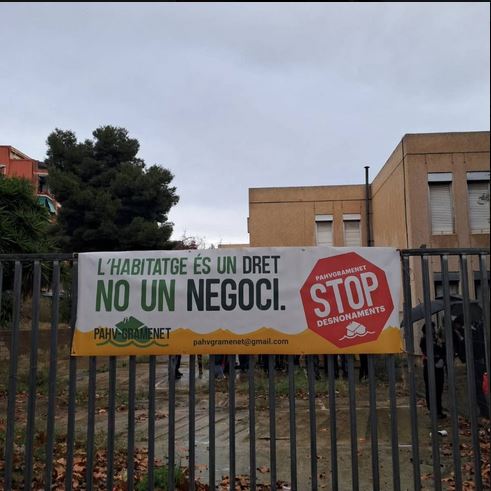 L'HABITATGE ÉS UN DRET
NO UN NEGOCI.
PAHV GRAMENET
pahvgramenet@gmail.com
PAHVGRAMENET
STOP
DESNONAMENTS